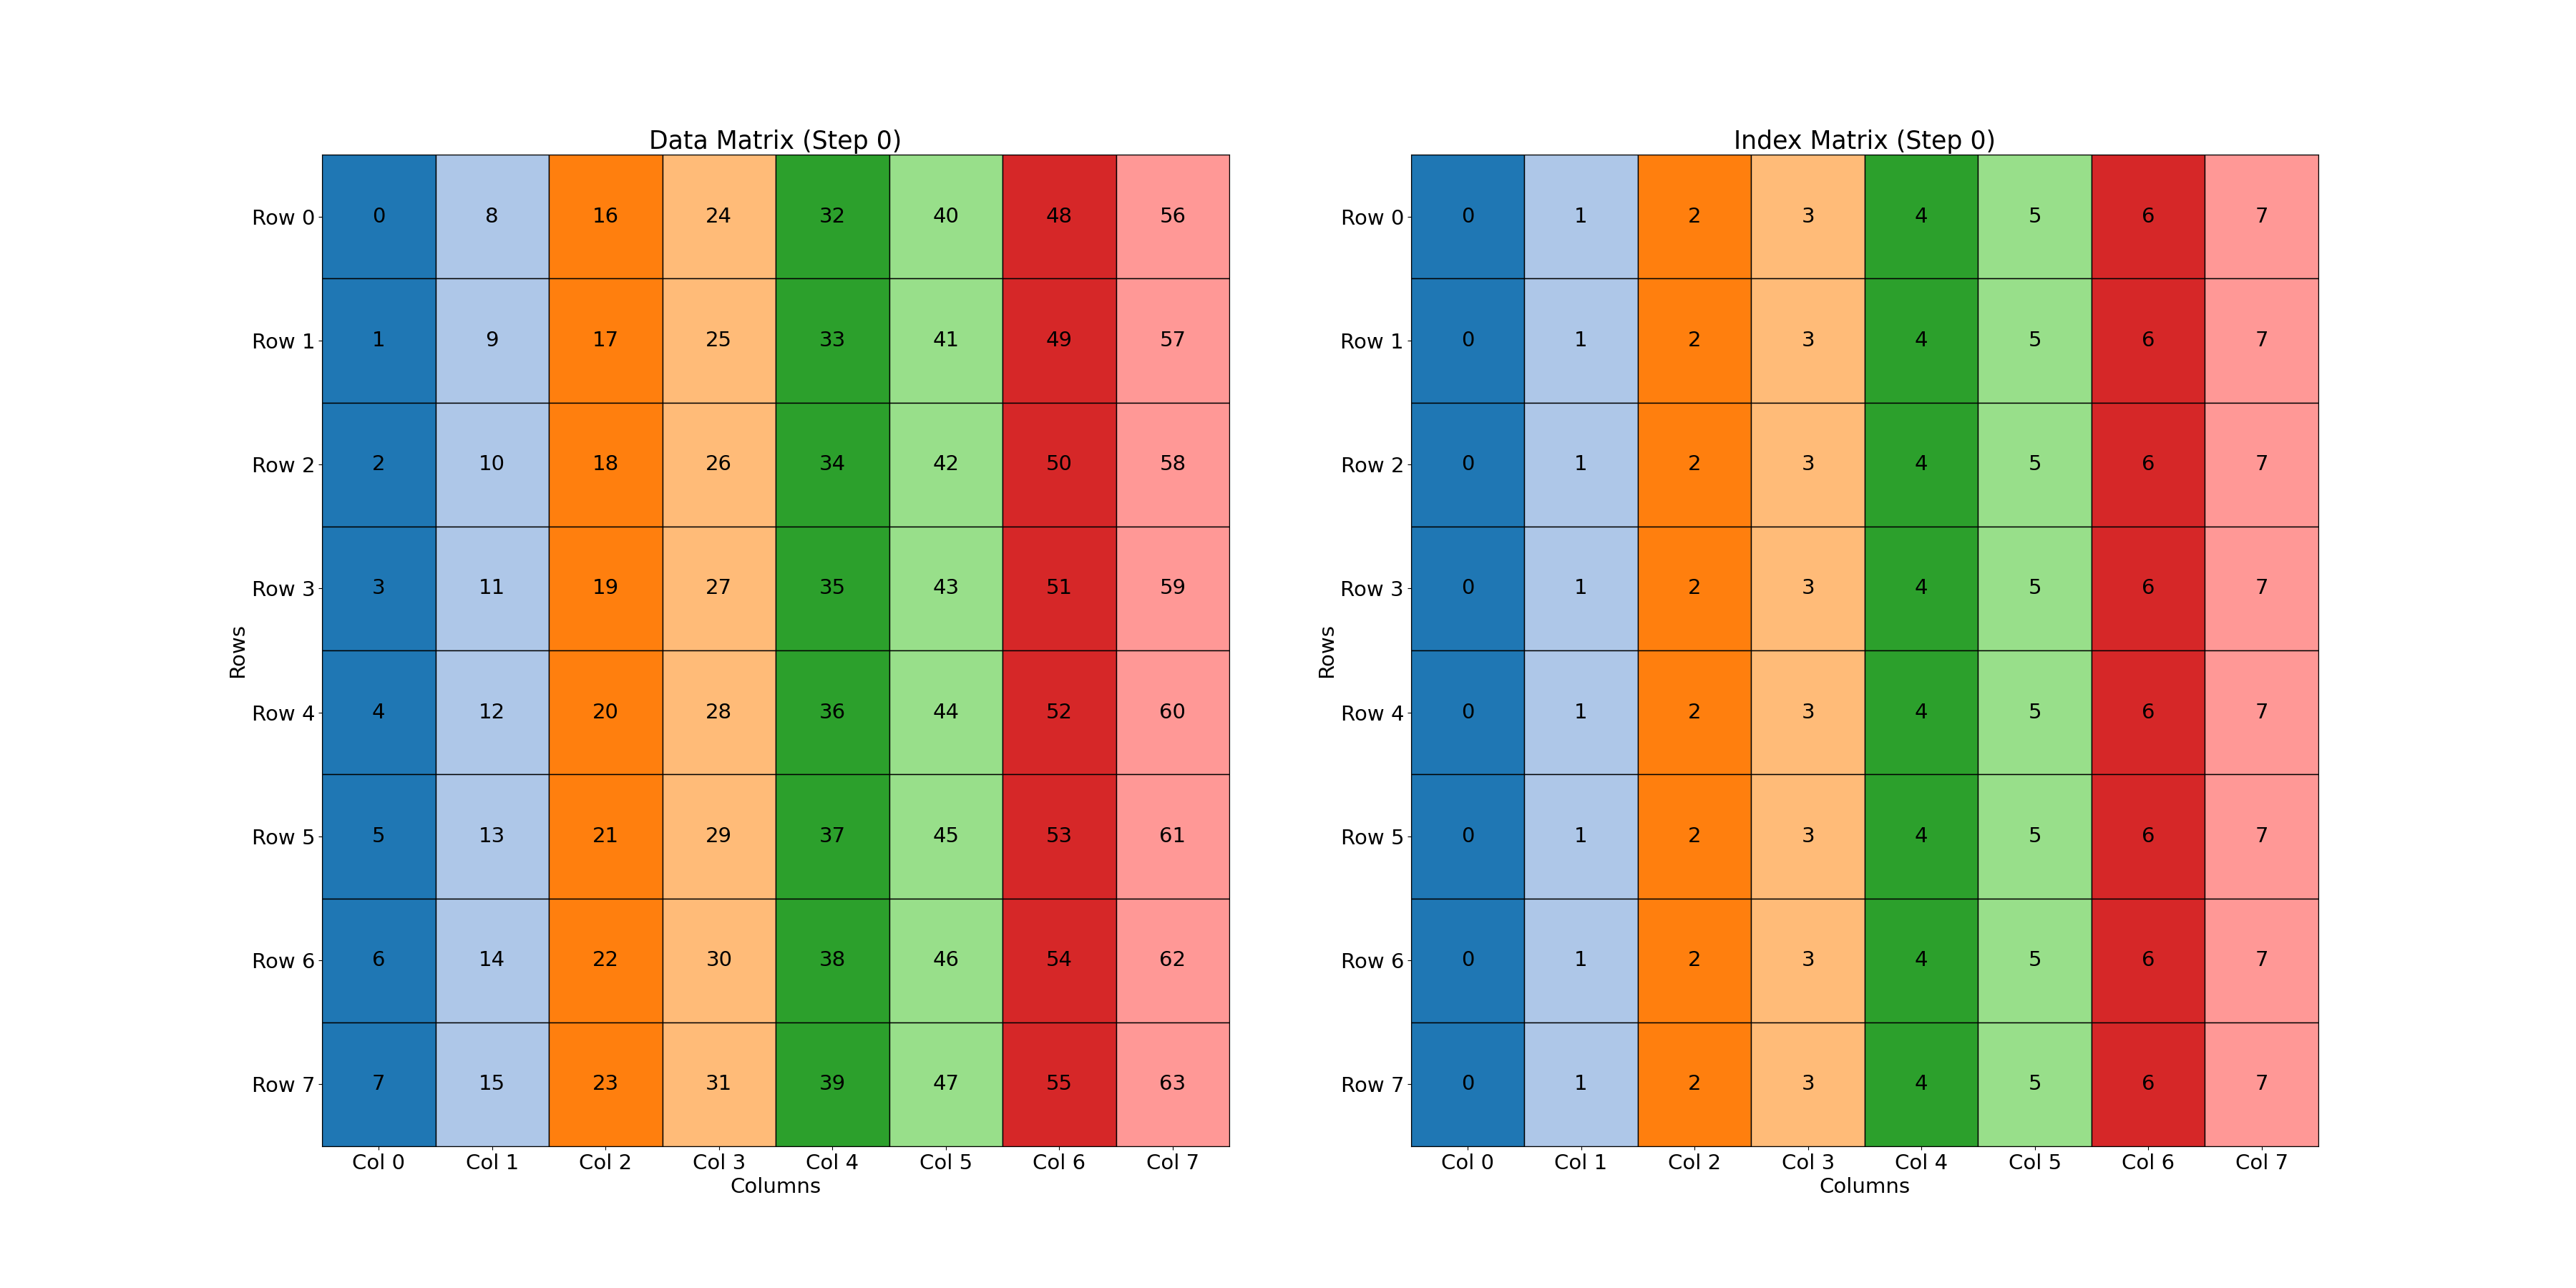 Data Matrix (Step 0)
Row 0 0 8 16 24 32 40 48 56
Row 1 1 9 17 25 33 41 49 57
Row 2 2 10 18 26 34 42 50 58
Row 3 3 11 19 27 35 43 51 59
Rows
Row 4 4 12 20 28 36 44 52 60
Row 5 5 13 21 29 37 45 53 61
Row 6 6 14 22 30 38 46 54 62
Row 7 7 15 23 31 39 47 55 63
Col 0 Col 1 Col 2 Col 3 Col 4 Col 5 Col 6 Col 7
Columns
Index Matrix (Step 0)
Row 0 0 1 2 3 4 5 6 7
Row 1 0 1 2 3 4 5 6 7
Row 2 0 1 2 3 4 5 6 7
Row 3 0 1 2 3 4 5 6 7
Rows
Row 4 0 1 2 3 4 5 6 7
Row 5 0 1 2 3 4 5 6 7
Row 6 0 1 2 3 4 5 6 7
Row 7 0 1 2 3 4 5 6 7
Col 0 Col 1 Col 2 Col 3 Col 4 Col 5 Col 6 Col 7
Columns